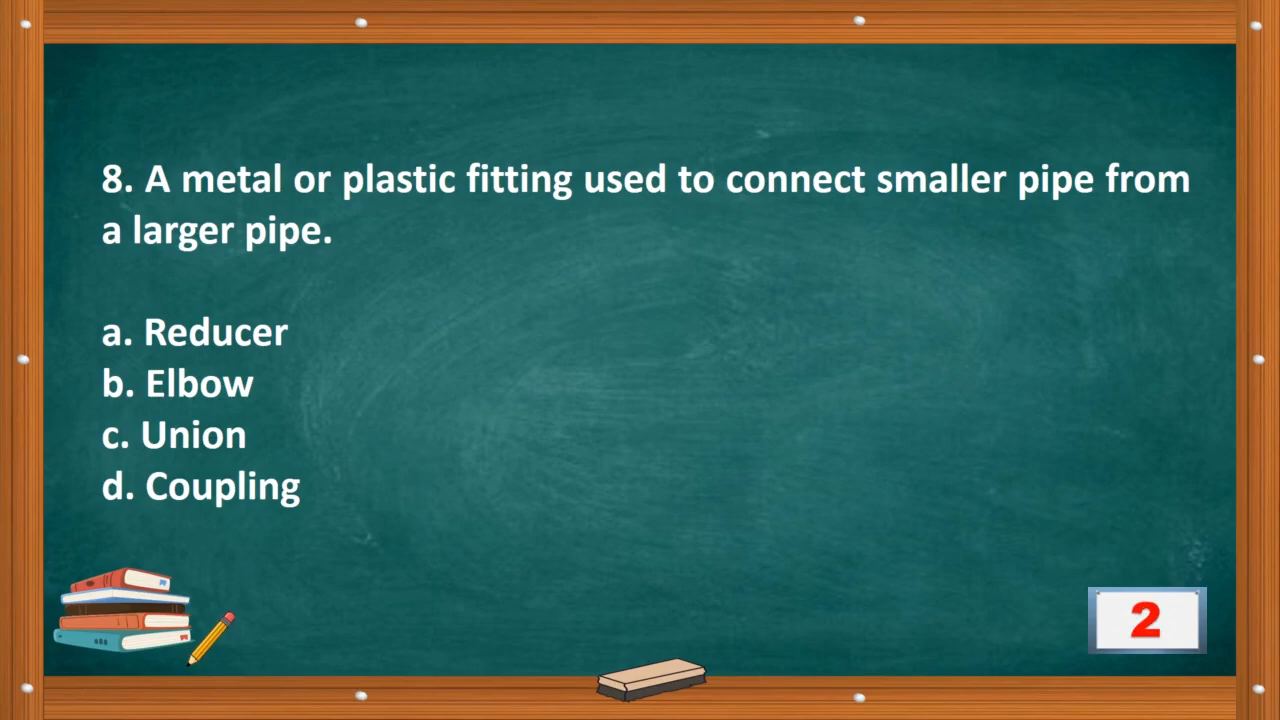 8. A metal or plastic fitting used to connect smaller pipe from
a larger pipe.
a. Reducer
b. Elbow
c. Union
d. Coupling
2